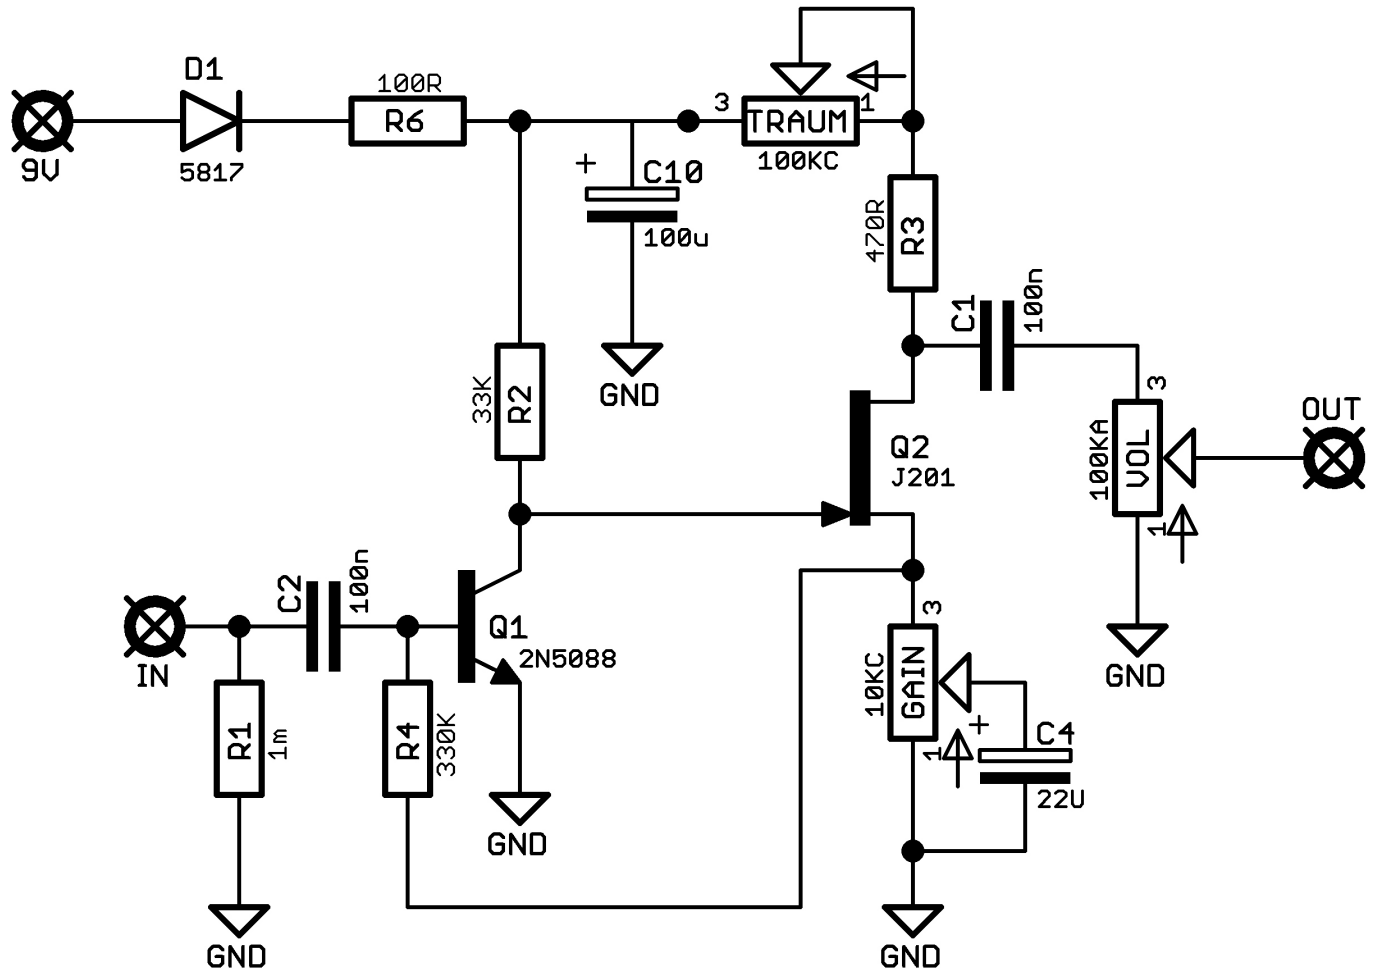 D1
100R
R6
9V
5817
3
1
TRAUM
100KC
+
C10
100u
GND
470R
R3
C1
100n
33K
R2
Q2
J201
3
100KA
VOL
1
OUT
GND
C2
100n
IN
Q1
2N5088
R1
1m
R4
330K
GND
3
10KC
GAIN
1
+
C4
22U
GND
GND